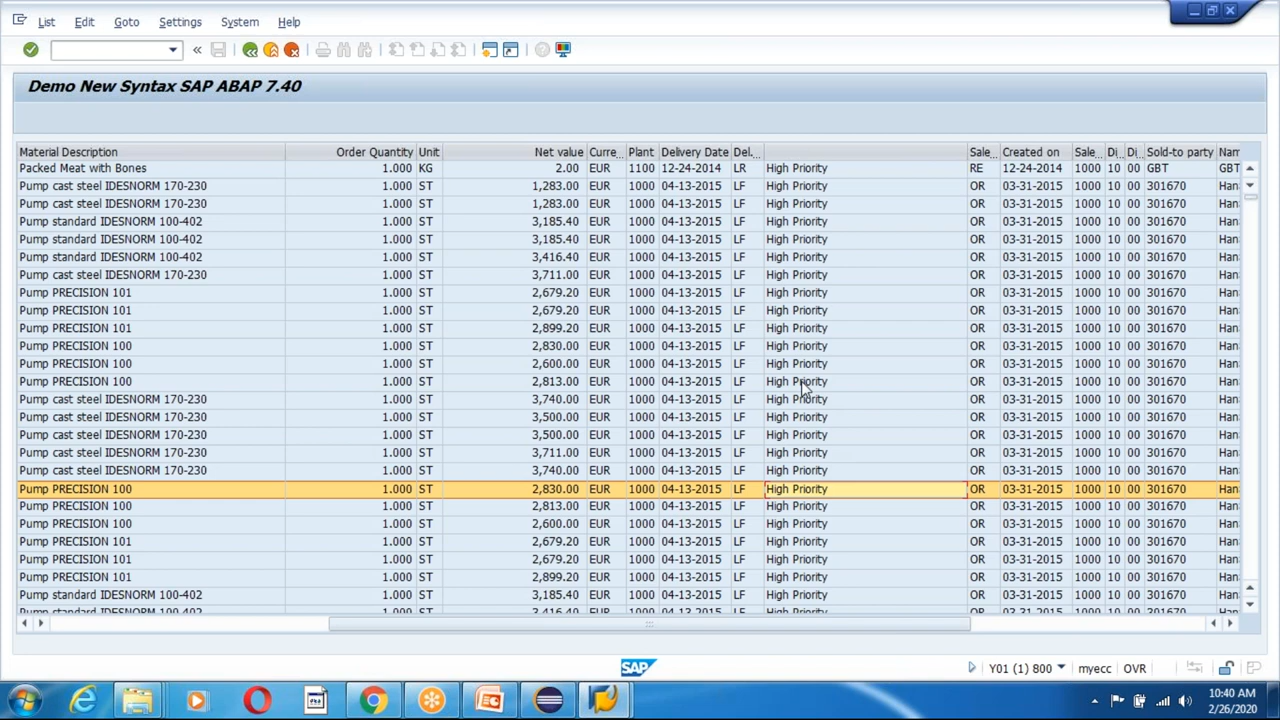 List Edit Goto Settings System Help
«
Demo New Syntax SAP ABAP 7.40
Material Description Order Quantity Unit Net value Curre... Plant Delivery Date Del... Sale... Created on Sale... Di... Di... Sold-to party Nam
Packed Meat with Bones 1.000 KG 2.00 EUR 1100 12-24-2014 LR High Priority RE 12-24-2014 1000 10 00 GBT GBT
Pump cast steel IDESNORM 170-230 1.000 ST 1,283.00 EUR 1000 04-13-2015 LF High Priority OR 03-31-2015 1000 10 00 301670 Han
Pump cast steel IDESNORM 170-230 1.000 ST 1,283.00 EUR 1000 04-13-2015 LF High Priority OR 03-31-2015 1000 10 00 301670 Han
Pump standard IDESNORM 100-402 1.000 ST 3,185.40 EUR 1000 04-13-2015 LF High Priority OR 03-31-2015 1000 10 00 301670 Han
Pump standard IDESNORM 100-402 1.000 ST 3,185.40 EUR 1000 04-13-2015 LF High Priority OR 03-31-2015 1000 10 00 301670 Han
Pump standard IDESNORM 100-402 1.000 ST 3,416.40 EUR 1000 04-13-2015 LF High Priority OR 03-31-2015 1000 10 00 301670 Han
Pump cast steel IDESNORM 170-230 1.000 ST 3,711.00 EUR 1000 04-13-2015 LF High Priority OR 03-31-2015 1000 10 00 301670 Han
Pump PRECISION 101 1.000 ST 2,679.20 EUR 1000 04-13-2015 LF High Priority OR 03-31-2015 1000 10 00 301670 Han
Pump PRECISION 101 1.000 ST 2,679.20 EUR 1000 04-13-2015 LF High Priority OR 03-31-2015 1000 10 00 301670 Han
Pump PRECISION 101 1.000 ST 2,899.20 EUR 1000 04-13-2015 LF High Priority OR 03-31-2015 1000 10 00 301670 Han
Pump PRECISION 100 1.000 ST 2,830.00 EUR 1000 04-13-2015 LF High Priority OR 03-31-2015 1000 10 00 301670 Han
Pump PRECISION 100 1.000 ST 2,600.00 EUR 1000 04-13-2015 LF High Priority OR 03-31-2015 1000 10 00 301670 Han
Pump PRECISION 100 1.000 ST 2,813.00 EUR 1000 04-13-2015 LF High Priority OR 03-31-2015 1000 10 00 301670 Han
Pump cast steel IDESNORM 170-230 1.000 ST 3,740.00 EUR 1000 04-13-2015 LF High Priority OR 03-31-2015 1000 10 00 301670 Han
Pump cast steel IDESNORM 170-230 1.000 ST 3,500.00 EUR 1000 04-13-2015 LF High Priority OR 03-31-2015 1000 10 00 301670 Han
Pump cast steel IDESNORM 170-230 1.000 ST 3,500.00 EUR 1000 04-13-2015 LF High Priority OR 03-31-2015 1000 10 00 301670 Han
Pump cast steel IDESNORM 170-230 1.000 ST 3,711.00 EUR 1000 04-13-2015 LF High Priority OR 03-31-2015 1000 10 00 301670 Han
Pump cast steel IDESNORM 170-230 1.000 ST 3,740.00 EUR 1000 04-13-2015 LF High Priority OR 03-31-2015 1000 10 00 301670 Han
Pump PRECISION 100 1.000 ST 2,830.00 EUR 1000 04-13-2015 LF High Priority OR 03-31-2015 1000 10 00 301670 Han
Pump PRECISION 100 1.000 ST 2,813.00 EUR 1000 04-13-2015 LF High Priority OR 03-31-2015 1000 10 00 301670 Han
Pump PRECISION 100 1.000 ST 2,600.00 EUR 1000 04-13-2015 LF High Priority OR 03-31-2015 1000 10 00 301670 Han
Pump PRECISION 101 1.000 ST 2,679.20 EUR 1000 04-13-2015 LF High Priority OR 03-31-2015 1000 10 00 301670 Han
Pump PRECISION 101 1.000 ST 2,679.20 EUR 1000 04-13-2015 LF High Priority OR 03-31-2015 1000 10 00 301670 Han
Pump PRECISION 101 1.000 ST 2,899.20 EUR 1000 04-13-2015 LF High Priority OR 03-31-2015 1000 10 00 301670 Han
Pump standard IDESNORM 100-402 1.000 ST 3,185.40 EUR 1000 04-13-2015 LF High Priority OR 03-31-2015 1000 10 00 301670 Han
Pump standard IDESNORM 100-402 1.000 ST 3,416.40 EUR 1000 04-13-2015 LF High Priority OR 03-31-2015 1000 10 00 301670 Han
SAP Y01 (1) 800 myecc OVR
10:40 AM
2/26/2020